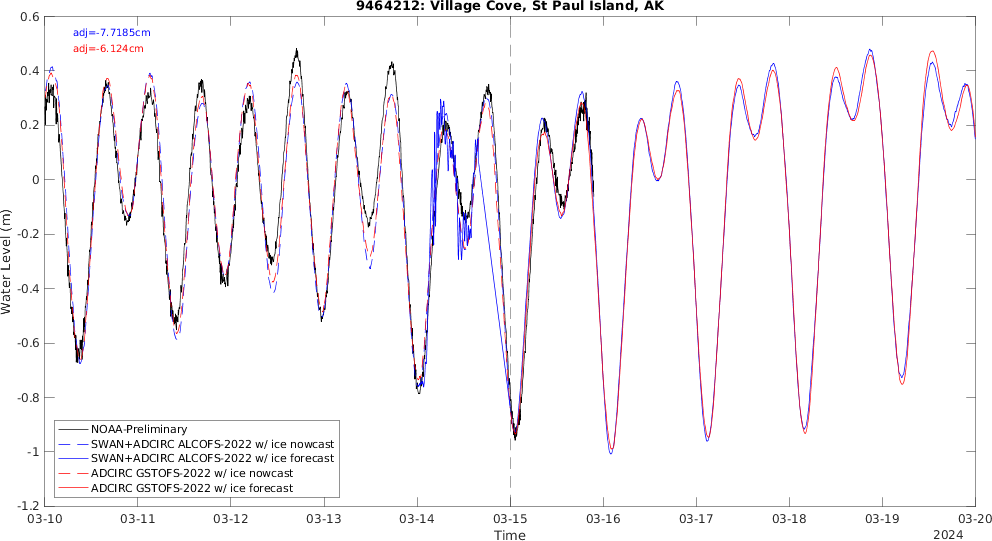 9464212: Village Cove, St Paul Island, AK
adj=-7.7185cm
adj=-6.124cm
0.6
0.4
0.2
0
-0.2
-0.4
-0.6
-0.8
-1
-1.2
Water Level (m)
NOAA-Preliminary
SWAN+ADCIRC ALCOFS-2022 w/ ice nowcast
SWAN+ADCIRC ALCOFS-2022 w/ ice forecast
ADCIRC GSTOFS-2022 w/ ice nowcast
ADCIRC GSTOFS-2022 w/ ice forecast
03-10 03-11 03-12 03-13 03-14 03-15 03-16 03-17 03-18 03-19 03-20
Time
2024